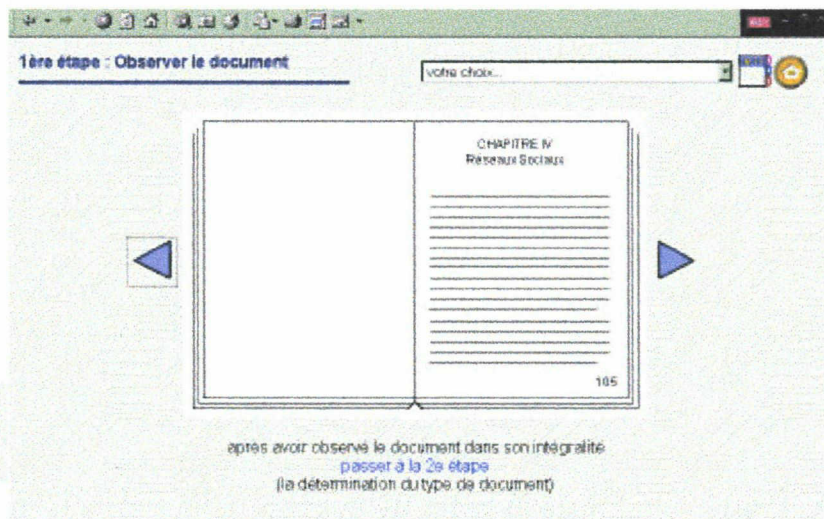 1ère étape : Observer le document
votre choix...
CHAPITRE IV
Réseaux Sociaux
105
après avoir observé le document dans son intégralité
passer à la 2e étape
(la détermination du type de document)